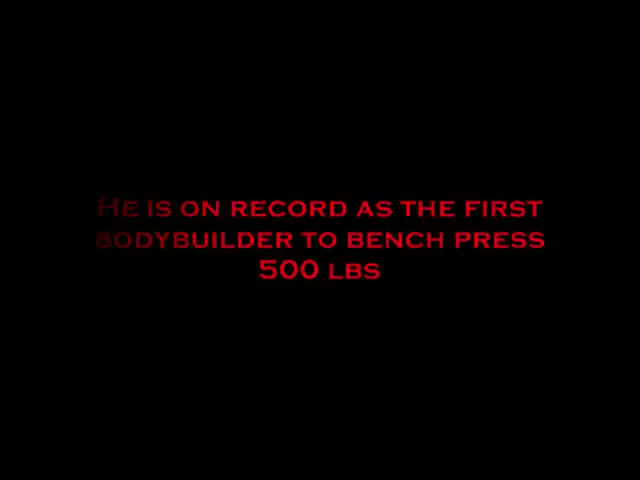 He is on record as the first
bodybuilder to bench press
500 lbs